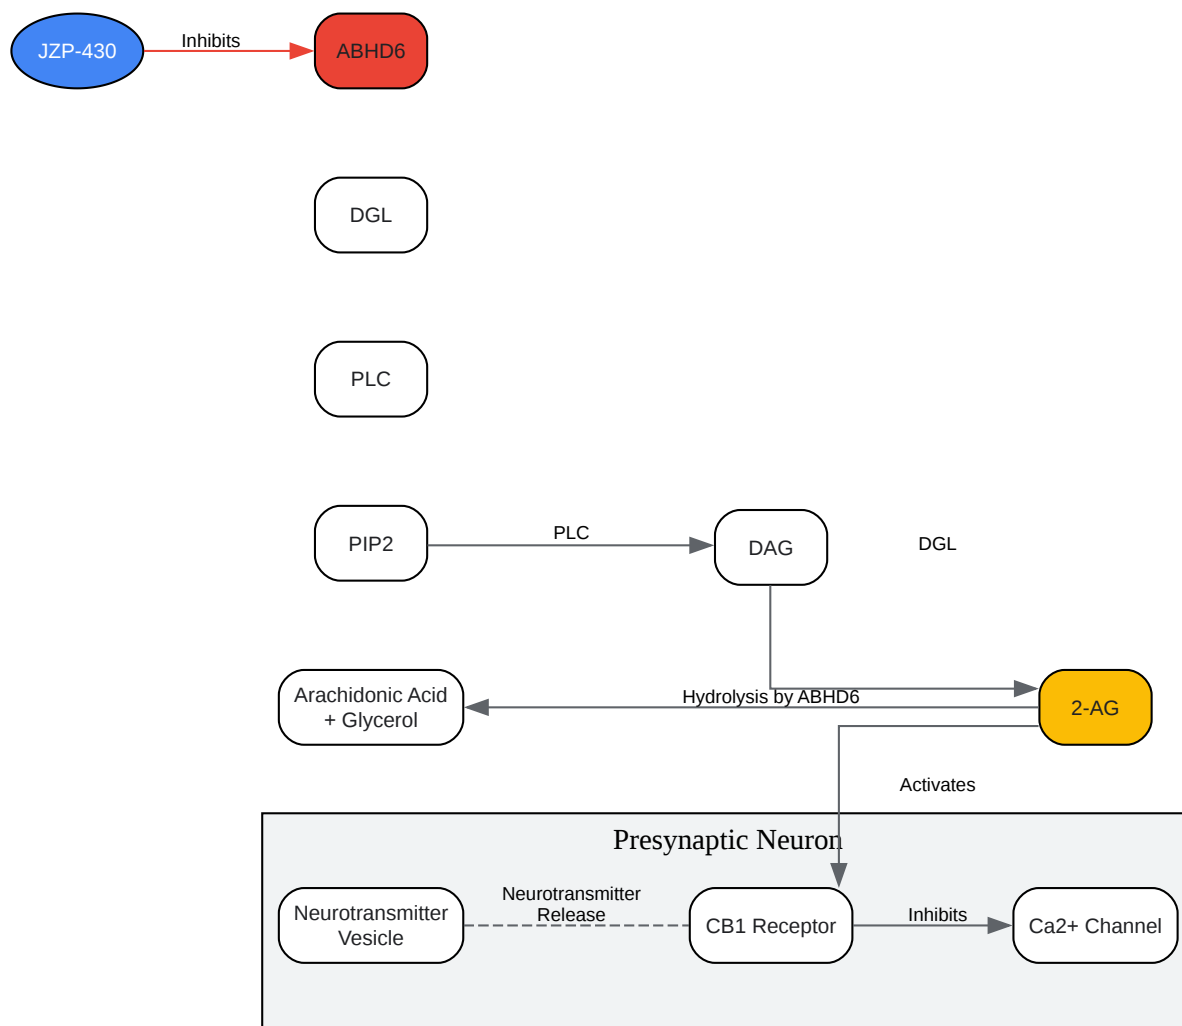 JZP-430
Inhibits
ABHD6
DGL
PLC
PIP2
PLC
DAG
DGL
Arachidonic Acid
+ Glycerol
Hydrolysis by ABHD6
2-AG
Activates
Presynaptic Neuron
Neurotransmitter
Vesicle
Neurotransmitter
Release
CB1 Receptor
Inhibits
Ca2+ Channel